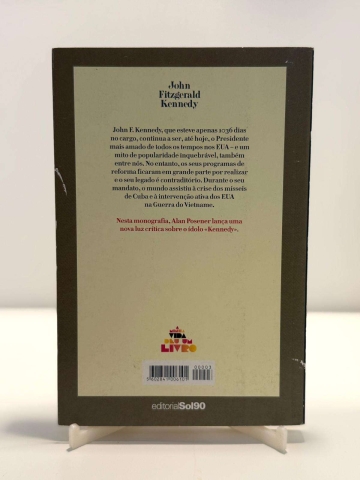 John
Fitzgerald
Kennedy
John F. Kennedy, que esteve apenas 1036 dias
no cargo, continua a ser, até hoje, o Presidente
mais amado de todos os tempos nos EUA – e um
mito de popularidade inquebrável, também
entre nós. No entanto, os seus programas de
reforma ficaram em grande parte por realizar
e o seu legado é contraditório. Durante o seu
mandato, o mundo assistiu à crise dos mísseis
de Cuba e à intervenção ativa dos EUA
na Guerra do Vietname.
Nesta monografia, Alan Posener lança uma
nova luz crítica sobre o ídolo «Kennedy».
A MINHA
VIDA
DEU UM
LIVRO
00002
editorialSol90